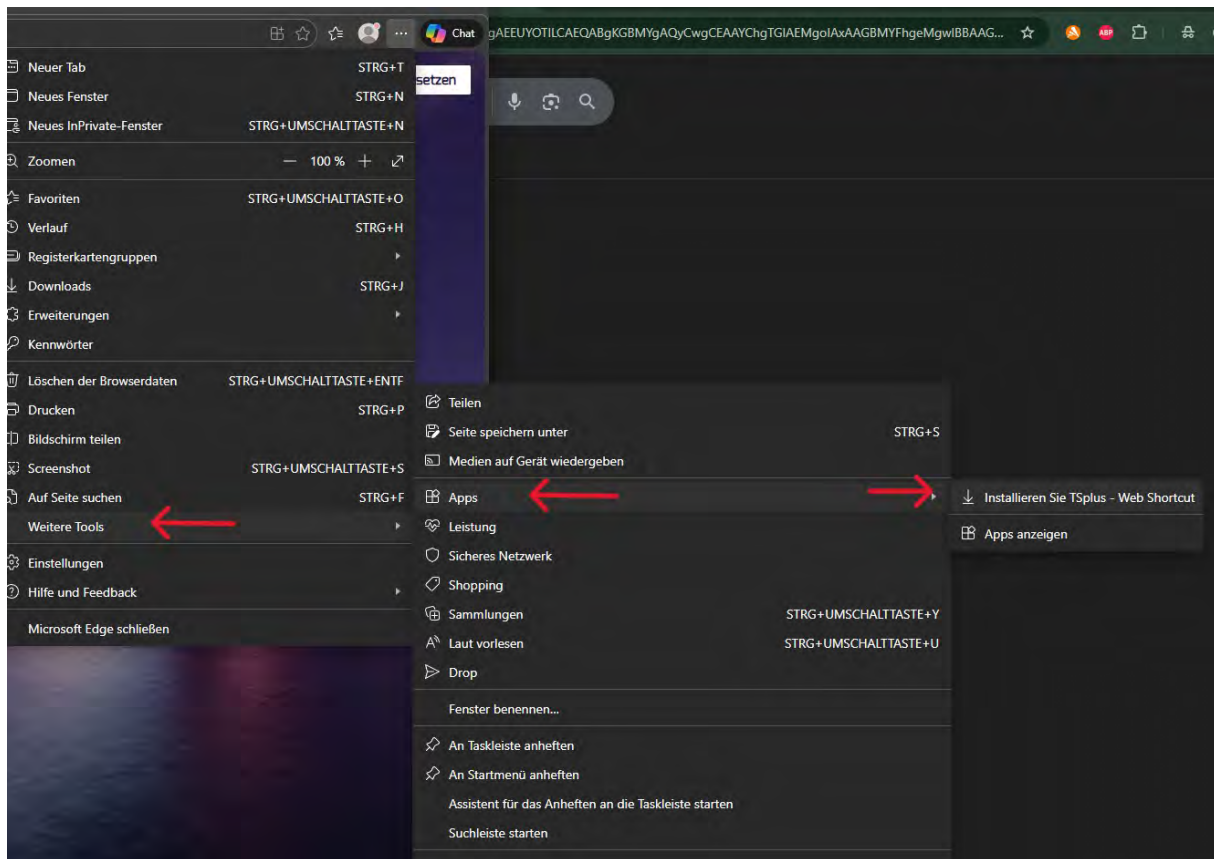 Chat
gAEEUYOTILCAEQABgKGBMYgAQyCwgCEAAYChgTGIAEMgoIAxAAGBMYFhgeMgwIBBAAG...
Neuer Tab STRG+T
setzen
Neues Fenster STRG+N
Neues InPrivate-Fenster STRG+UMSCHALTTASTE+N
Zoomen — 100 % +
Favoriten STRG+UMSCHALTTASTE+O
Verlauf STRG+H
Registerkartengruppen
Downloads STRG+J
Erweiterungen
Kennwörter
Löschen der Browserdaten STRG+UMSCHALTTASTE+ENTF
Drucken STRG+P
Bildschirm teilen
Screenshot STRG+UMSCHALTTASTE+S
Auf Seite suchen STRG+F
Weitere Tools
Einstellungen
Hilfe und Feedback
Microsoft Edge schließen
Teilen
Seite speichern unter STRG+S
Medien auf Gerät wiedergeben
Apps
Leistung
Sicheres Netzwerk
Shopping
Sammlungen STRG+UMSCHALTTASTE+Y
Laut vorlesen STRG+UMSCHALTTASTE+U
Drop
Fenster benennen...
An Taskleiste anheften
An Startmenü anheften
Assistent für das Anheften an die Taskleiste starten
Suchleiste starten
Installieren Sie TSplus - Web Shortcut
Apps anzeigen
ABP